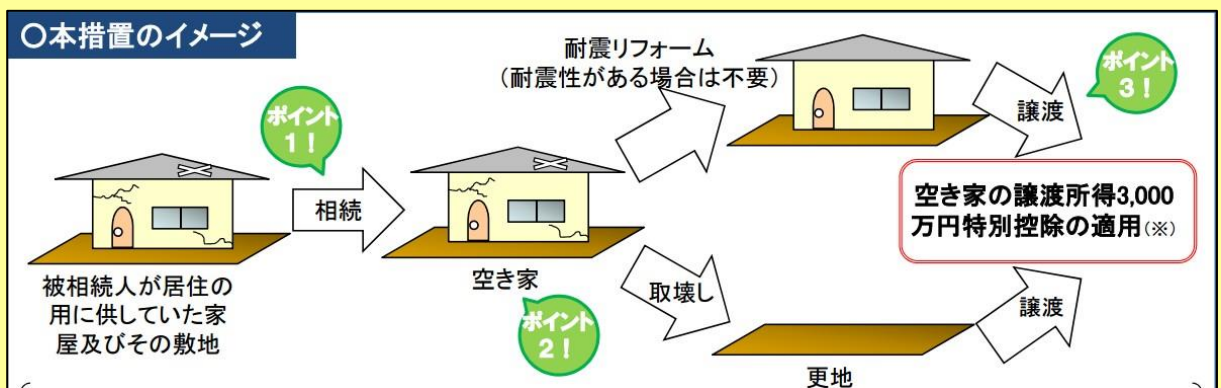 〇本措置のイメージ
耐震リフォーム
(耐震性がある場合は不要)
ポイント
1!
ポイント
3!
相続
譲渡
空き家の譲渡所得3,000
万円特別控除の適用(※)
被相続人が居住の
用に供していた家
屋及びその敷地
空き家
ポイント
2!
取壊し
譲渡
更地